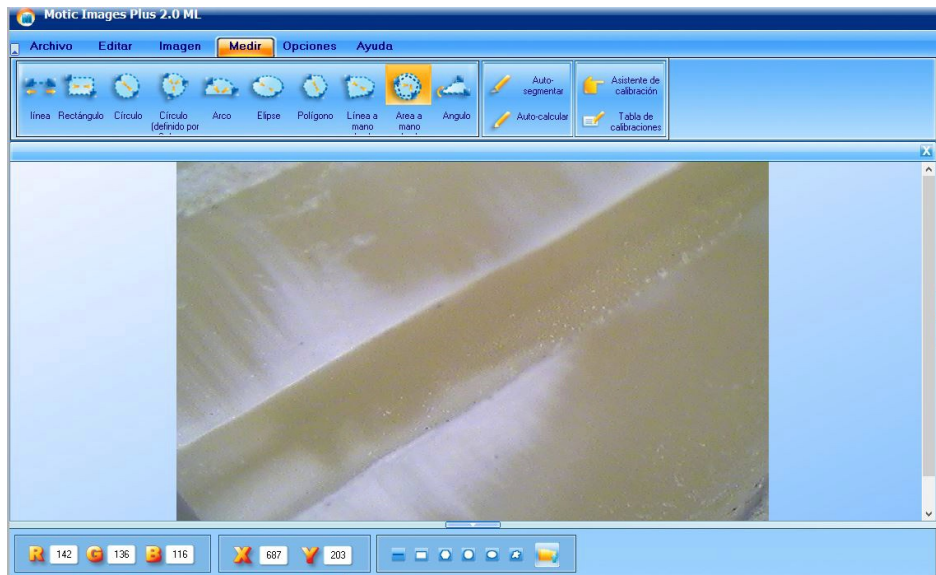 Motic Images Plus 2.0 ML
Archivo Editar Imagen Medir Opciones Ayuda
línea Rectángulo Círculo Círculo (definido por Arco Elipse Polígono Línea a mano Area a mano Angulo
Auto-segmentar
Auto-calcular
Asistente de calibración
Tabla de calibraciones
X
R 142 G 136 B 116 X 687 Y 203